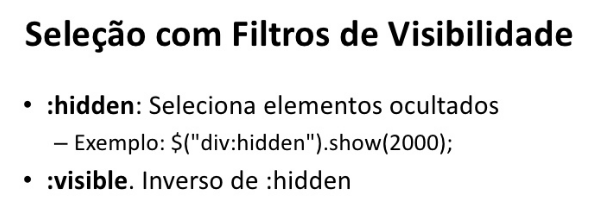 Seleção com Filtros de Visibilidade
• :hidden: Seleciona elementos ocultados
– Exemplo: $("div:hidden").show(2000);
• :visible. Inverso de :hidden